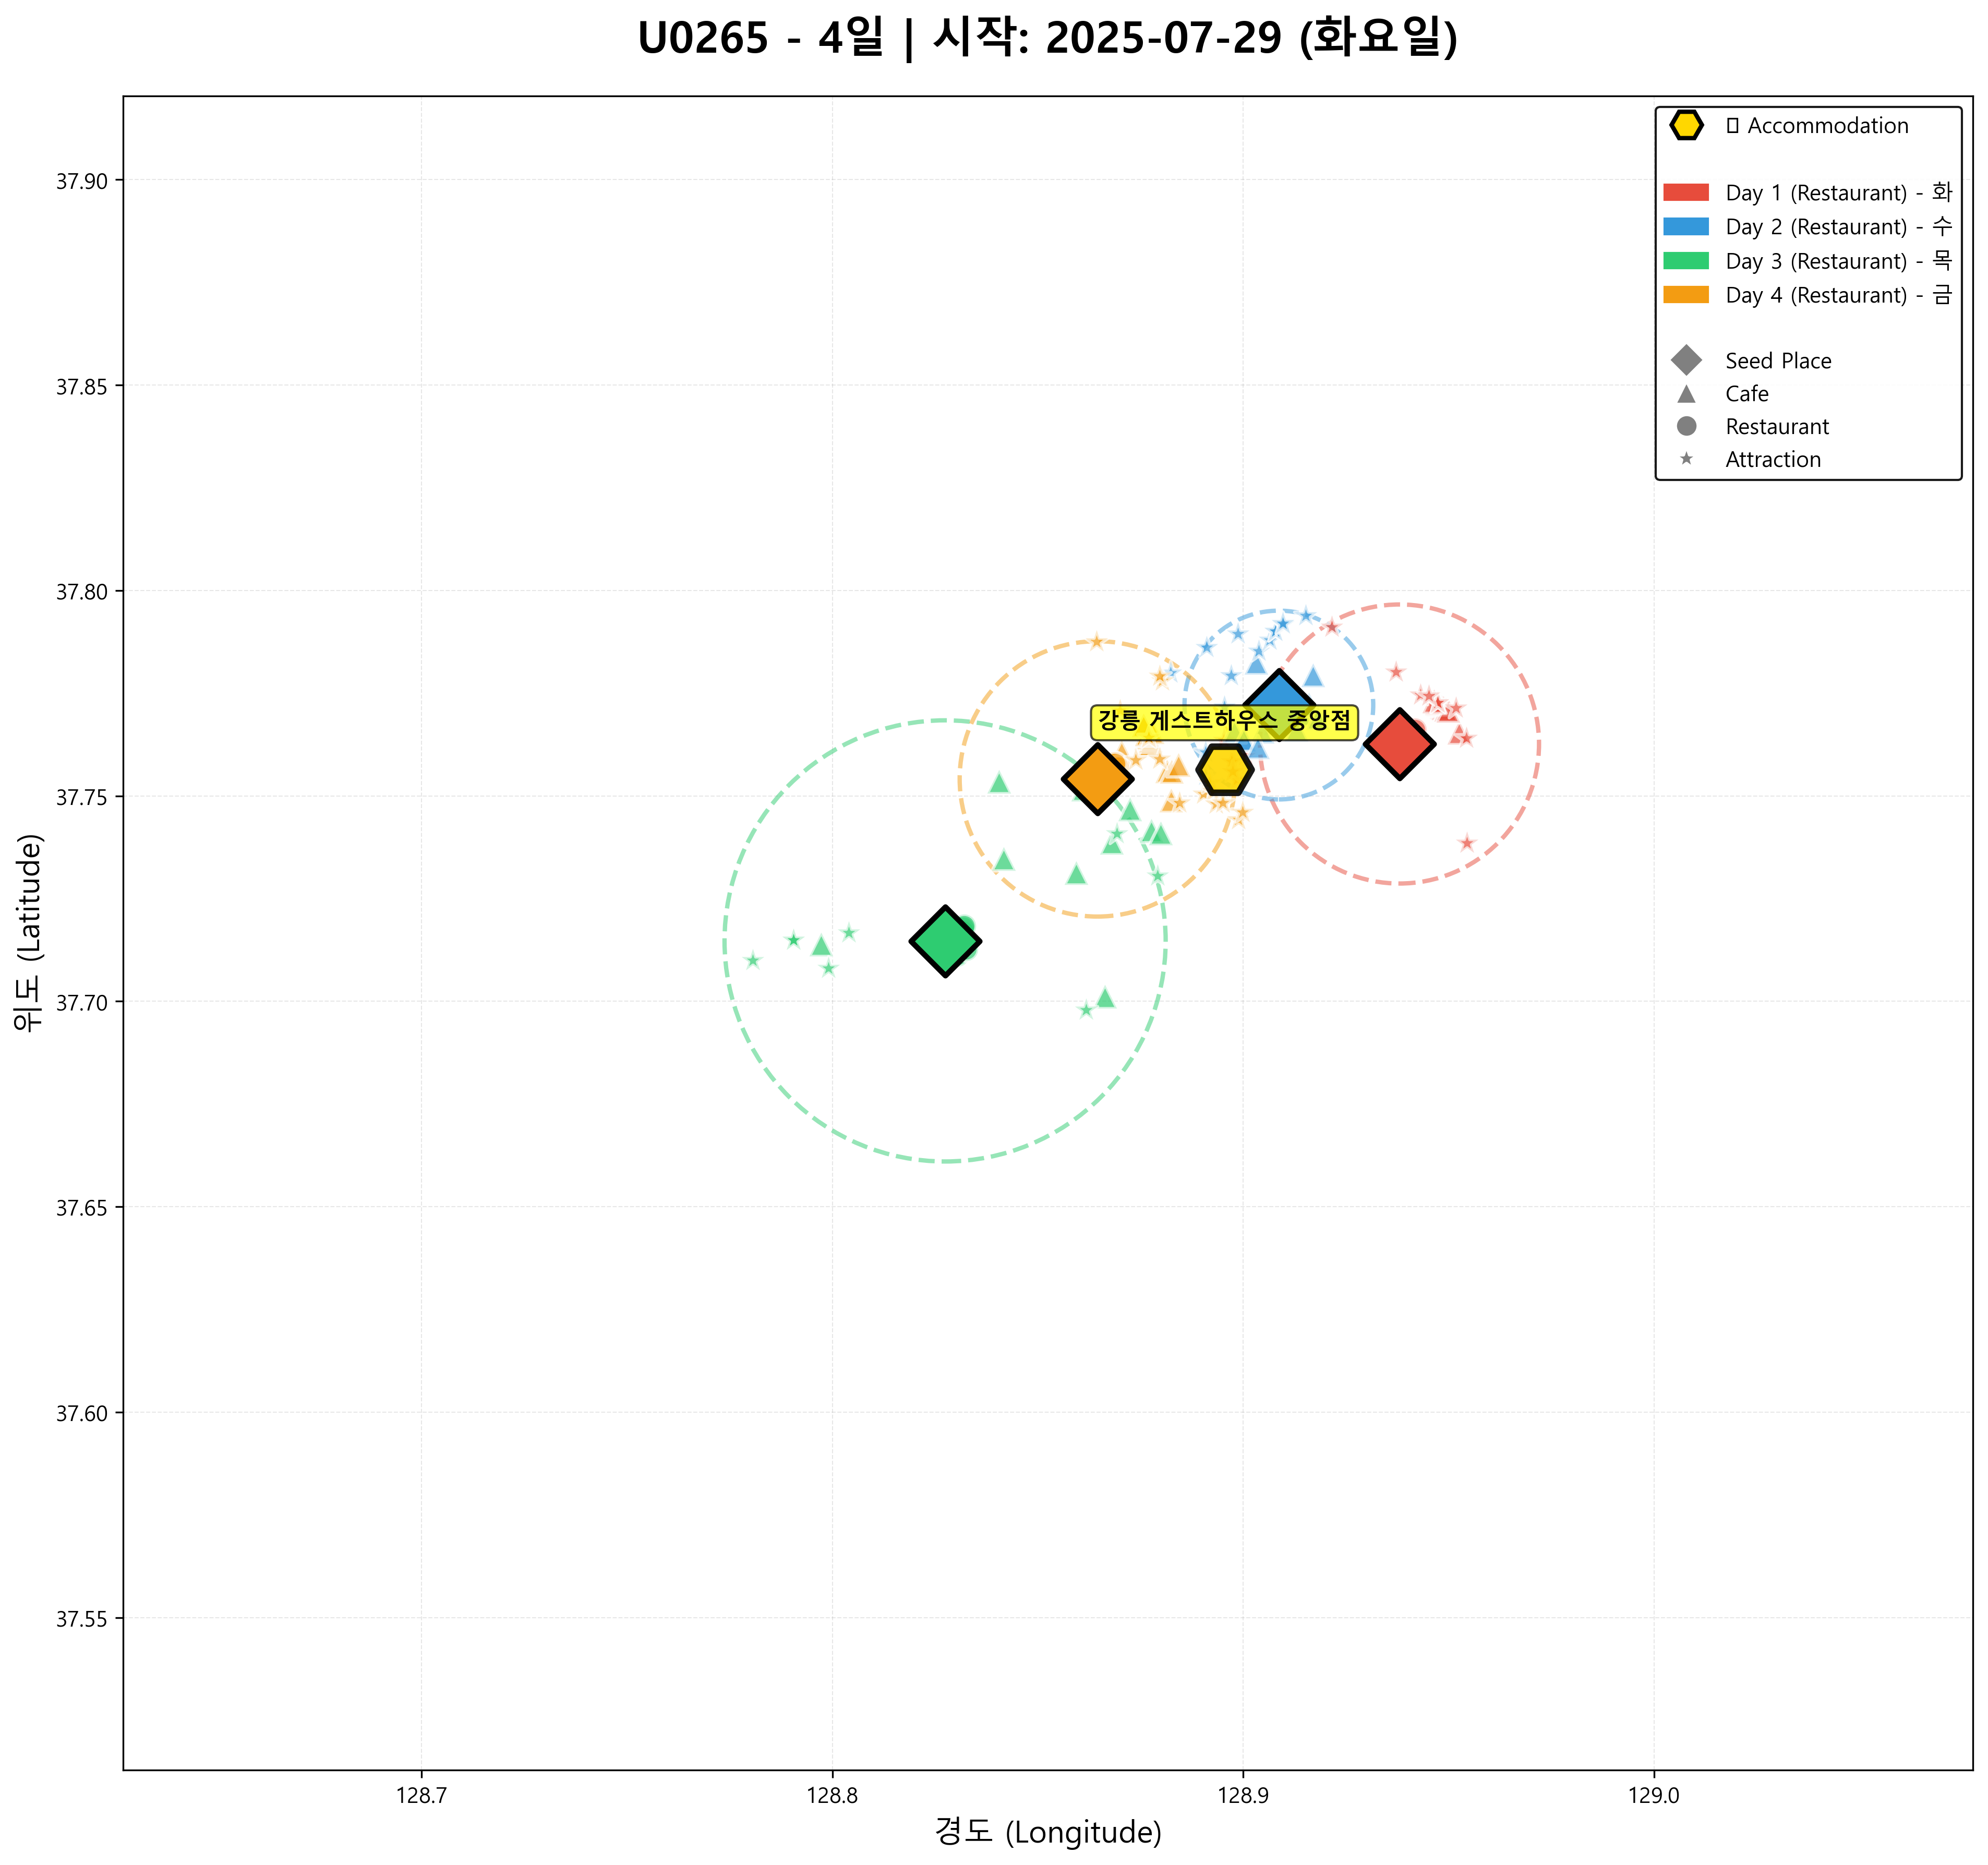 U0265 - 4일 | 시작: 2025-07-29 (화요일)
Accommodation
Day 1 (Restaurant) - 화
Day 2 (Restaurant) - 수
Day 3 (Restaurant) - 목
Day 4 (Restaurant) - 금
Seed Place
Cafe
Restaurant
Attraction
37.90
37.85
37.80
37.75
37.70
37.65
37.60
37.55
위도 (Latitude)
강릉 게스트하우스 중앙점
128.7
128.8
128.9
129.0
경도 (Longitude)